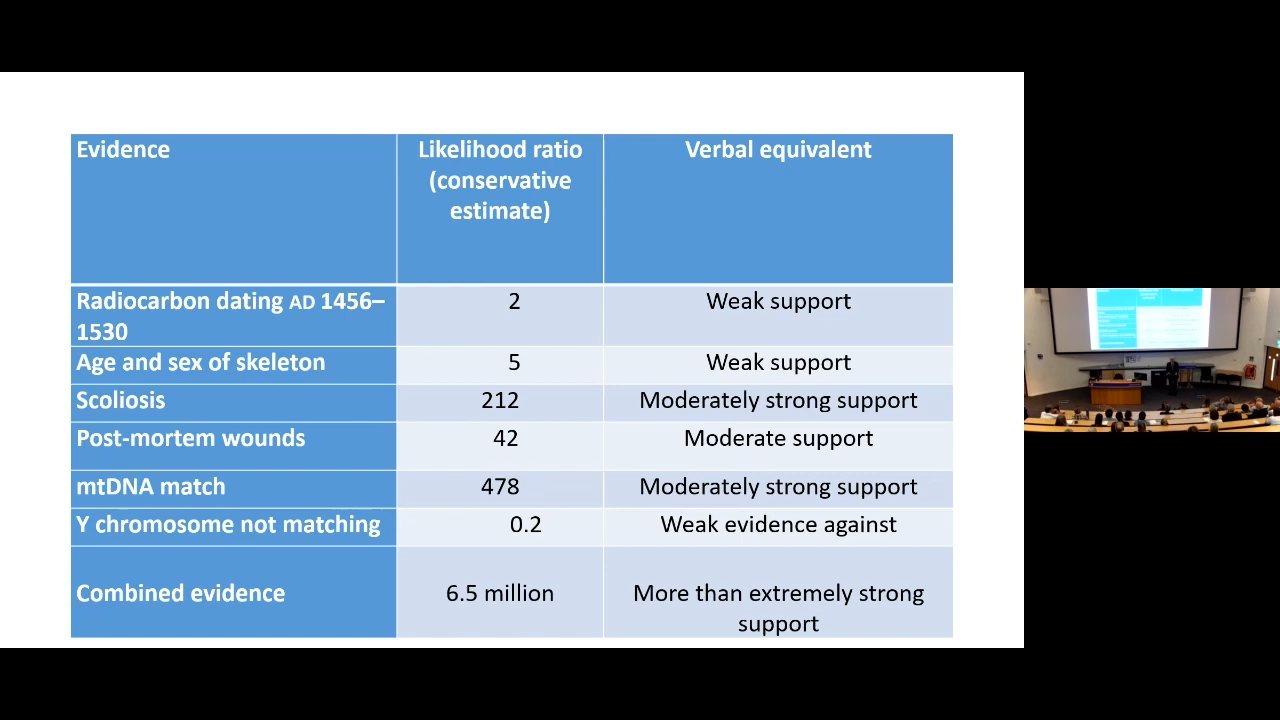 Evidence
Likelihood ratio
(conservative
estimate)
Verbal equivalent
Radiocarbon dating AD 1456–
1530
2
Weak support
Age and sex of skeleton
5
Weak support
Scoliosis
212
Moderately strong support
Post-mortem wounds
42
Moderate support
mtDNA match
478
Moderately strong support
Y chromosome not matching
0.2
Weak evidence against
Combined evidence
6.5 million
More than extremely strong
support